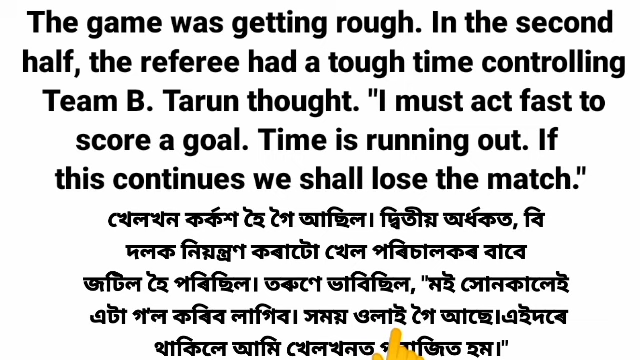 The game was getting rough. In the second
half, the referee had a tough time controlling
Team B. Tarun thought. "I must act fast to
score a goal. Time is running out. If
this continues we shall lose the match."
খেলখন কৰ্কশ হৈ গৈ আছিল। দ্বিতীয় অৰ্ধকত, বি
দলক নিয়ন্ত্ৰণ কৰাটো খেল পৰিচালকৰ বাবে
জটিল হৈ পৰিছিল। তৰুণে ভাবিছিল, "মই সোনকালেই
এটা গ'ল কৰিব লাগিব। সময় ওলাই গৈ আছে।এইদৰে
থাকিলে আমি খেলখনত হম।"